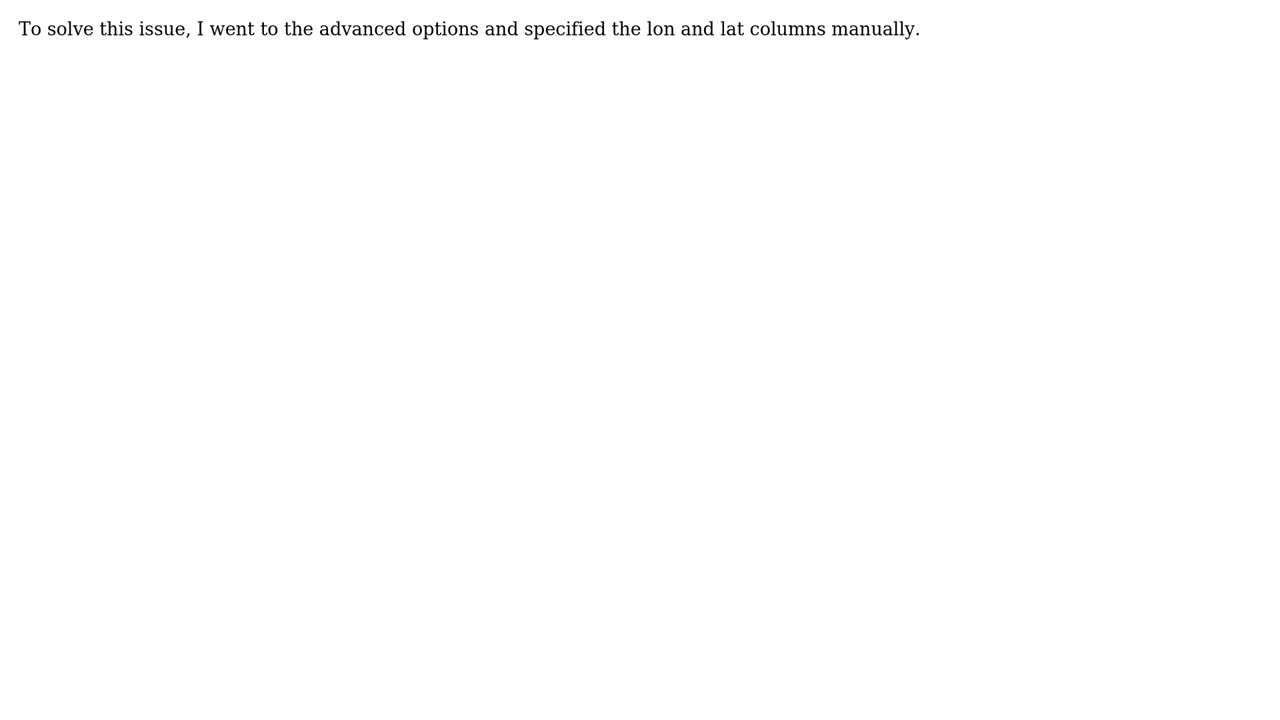 To solve this issue, I went to the advanced options and specified the lon and lat columns manually.